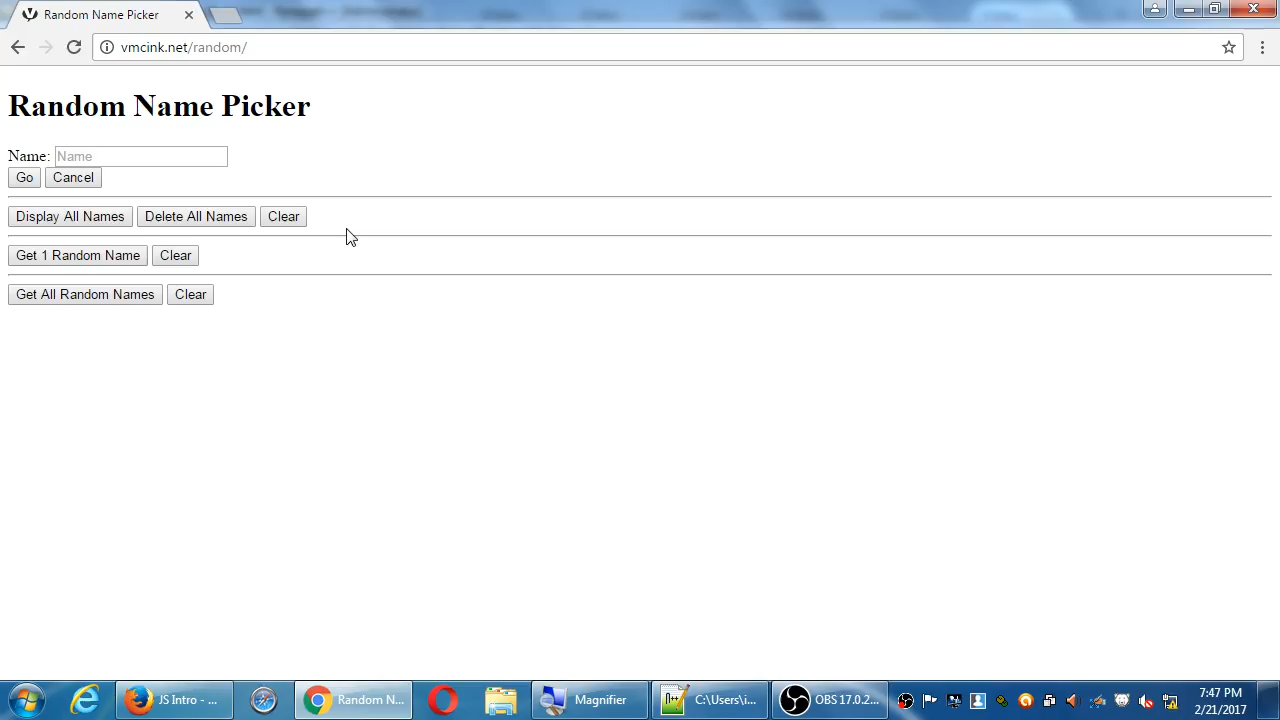 Random Name Picker
vmcink.net/random/
Random Name Picker
Name: Name
Go Cancel
Display All Names Delete All Names Clear
Get 1 Random Name Clear
Get All Random Names Clear
JS Intro - ... Random N... Magnifier C:\Users\i... OBS 17.0.2... 7:47 PM
2/21/2017